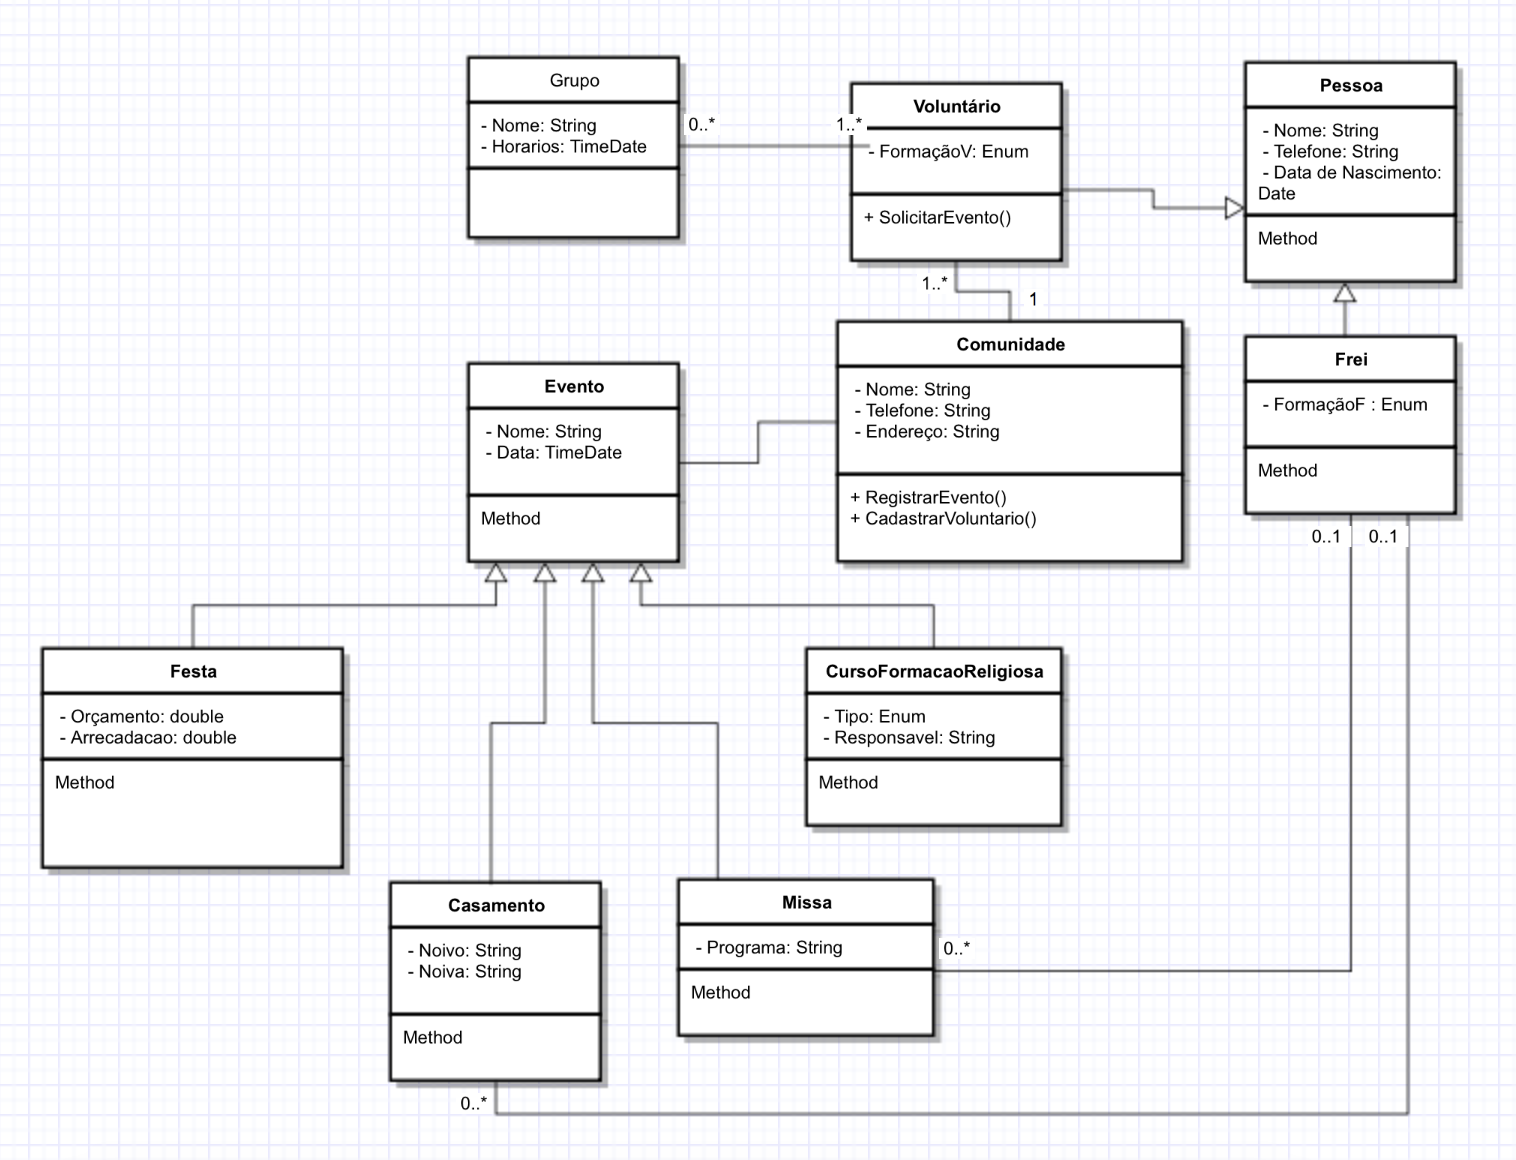 Grupo
- Nome: String
- Horarios: TimeDate
0..*
1..*
Voluntário
- FormaçãoV: Enum
+ SolicitarEvento()
Pessoa
- Nome: String
- Telefone: String
- Data de Nascimento:
Date
Method
1..*
1
Comunidade
- Nome: String
- Telefone: String
- Endereço: String
+ RegistrarEvento()
+ CadastrarVoluntario()
Frei
- FormaçãoF : Enum
Method
0..1
0..1
Evento
- Nome: String
- Data: TimeDate
Method
Festa
- Orçamento: double
- Arrecadacao: double
Method
CursoFormacaoReligiosa
- Tipo: Enum
- Responsavel: String
Method
Casamento
- Noivo: String
- Noiva: String
Method
0..*
Missa
- Programa: String
Method
0..*